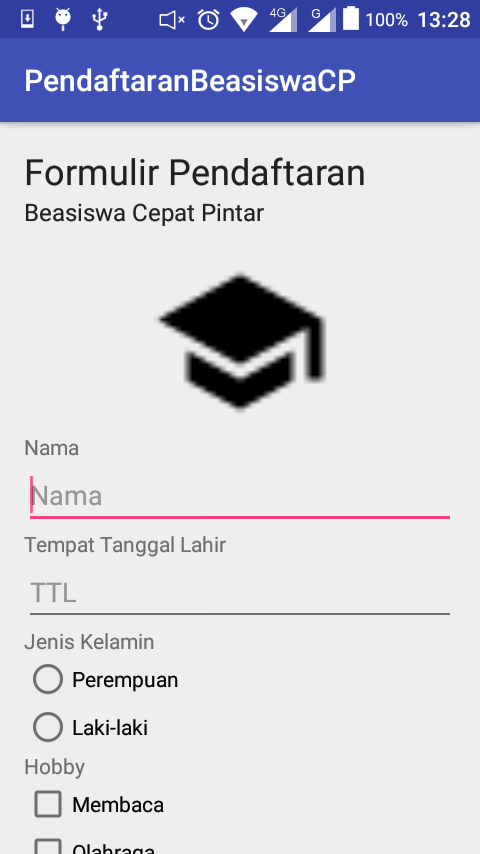 4G G 100% 13:28
PendaftaranBeasiswaCP
Formulir Pendaftaran
Beasiswa Cepat Pintar
Nama
Nama
Tempat Tanggal Lahir
TTL
Jenis Kelamin
Perempuan
Laki-laki
Hobby
Membaca
Olahraga